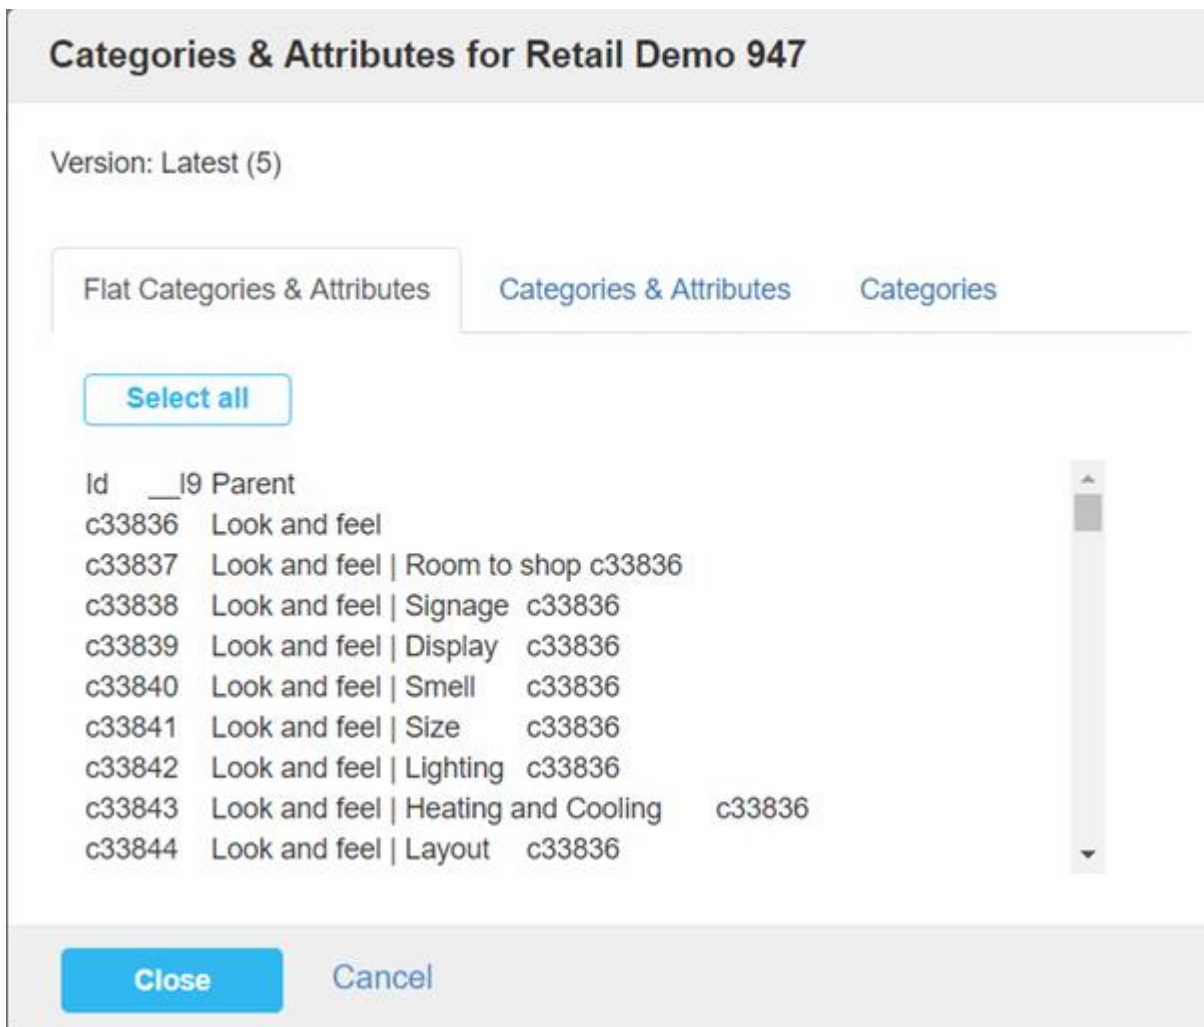 Categories & Attributes for Retail Demo 947
Version: Latest (5)
Flat Categories & Attributes Categories & Attributes Categories
Select all
Id __l9 Parent
c33836 Look and feel
c33837 Look and feel | Room to shop c33836
c33838 Look and feel | Signage c33836
c33839 Look and feel | Display c33836
c33840 Look and feel | Smell c33836
c33841 Look and feel | Size c33836
c33842 Look and feel | Lighting c33836
c33843 Look and feel | Heating and Cooling c33836
c33844 Look and feel | Layout c33836
Close Cancel